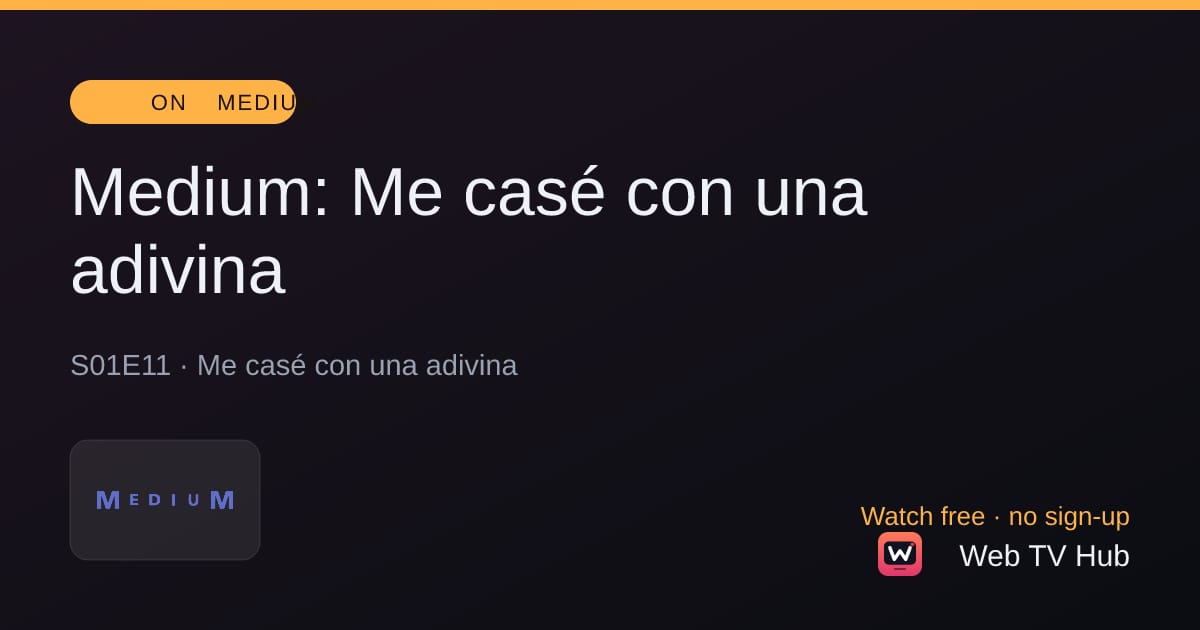 ON MEDIUM
Medium: Me casé con una
adivina
S01E11 · Me casé con una adivina
MEDIUM
Watch free · no sign-up
Web TV Hub